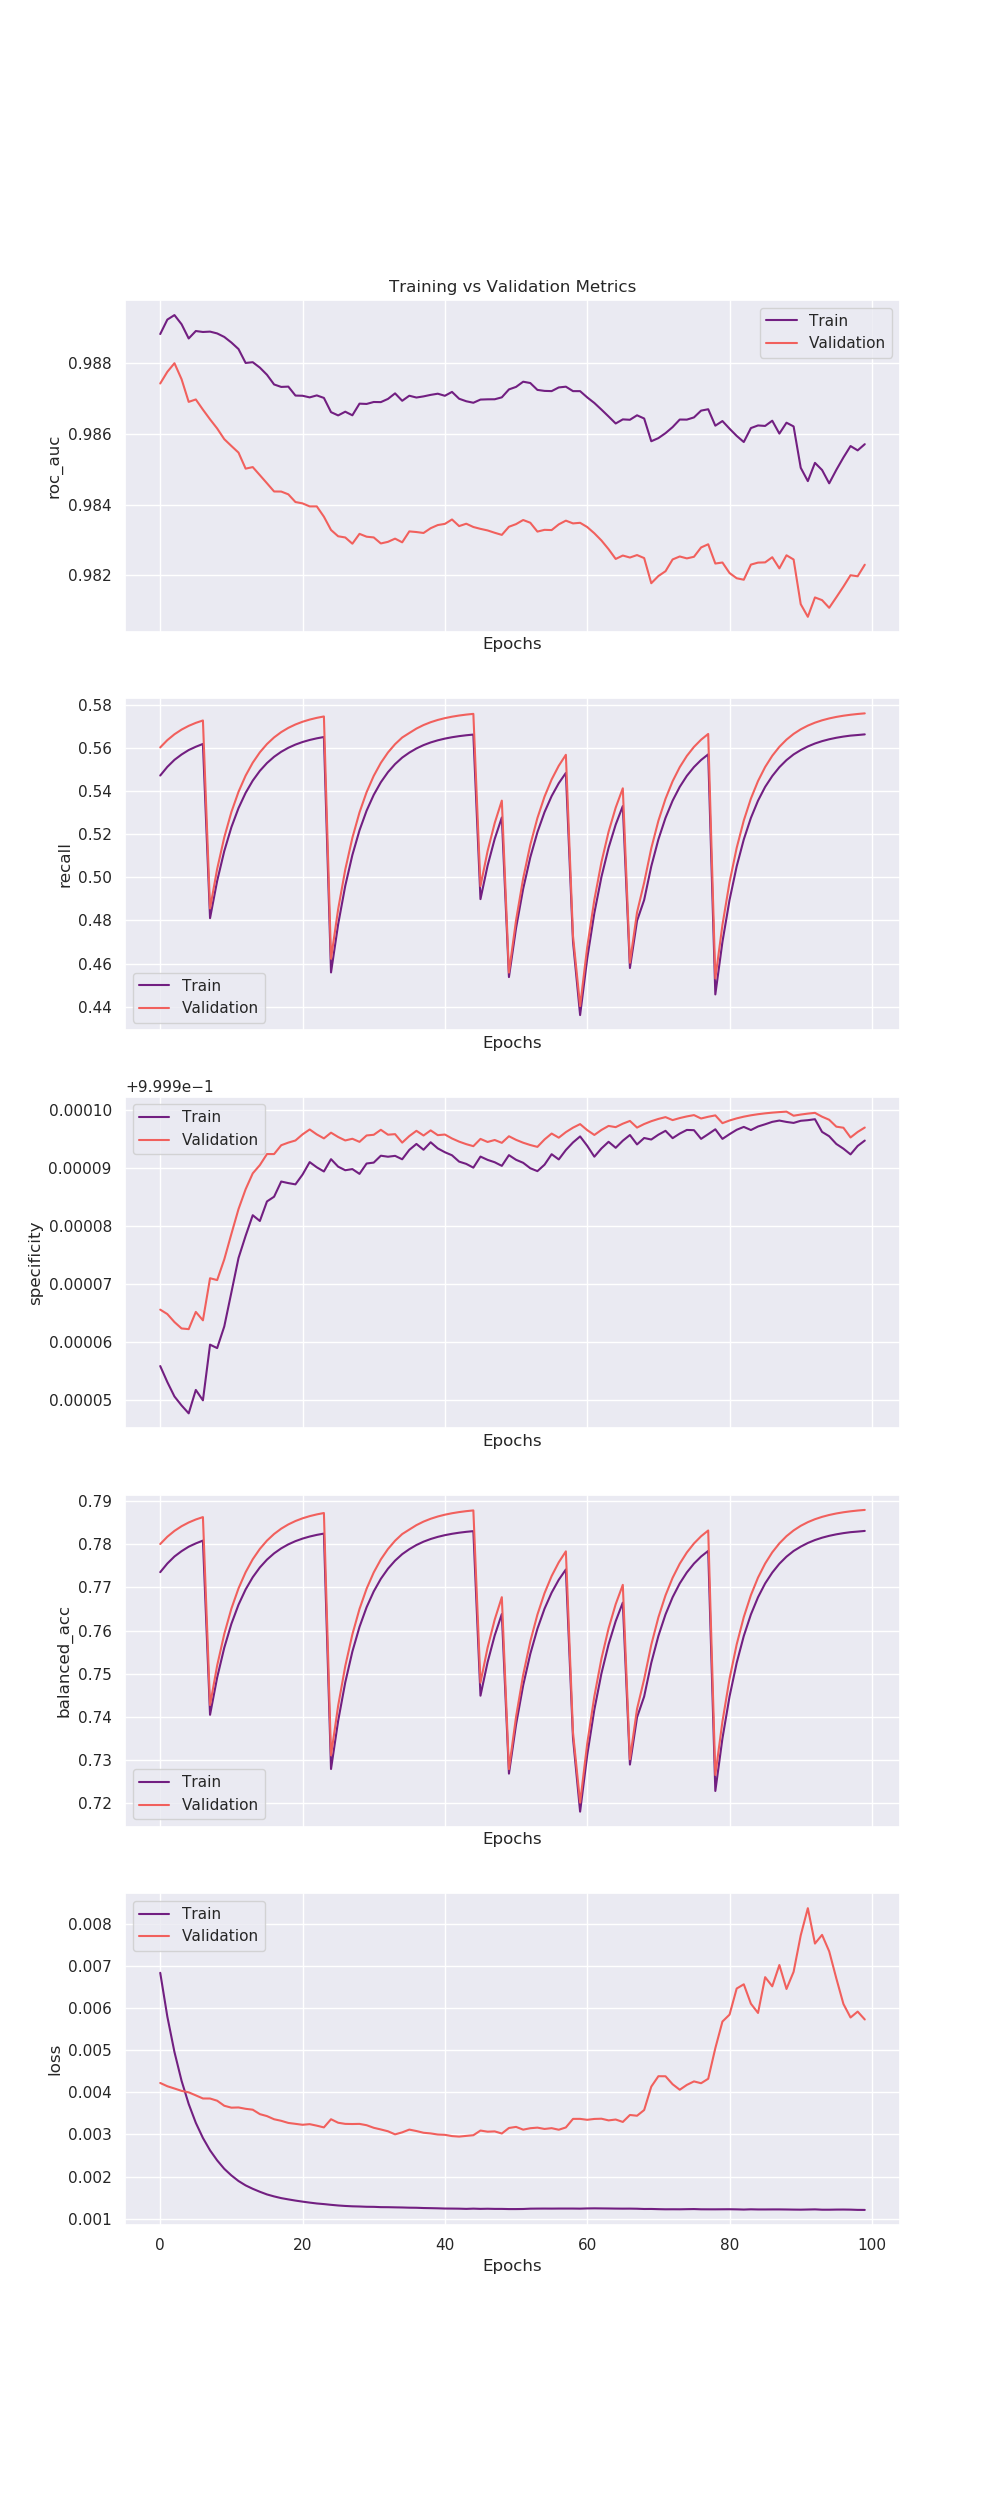 Training vs Validation Metrics
Train
Validation
0.988
0.986
0.984
0.982
roc_auc
Epochs
0.58
0.56
0.54
0.52
0.50
0.48
0.46
0.44
recall
Train
Validation
Epochs
+9.999e−1
Train
Validation
0.00010
0.00009
0.00008
0.00007
0.00006
0.00005
specificity
Epochs
0.79
0.78
0.77
0.76
0.75
0.74
0.73
0.72
balanced_acc
Train
Validation
Epochs
Train
Validation
0.008
0.007
0.006
0.005
0.004
0.003
0.002
0.001
loss
0 20 40 60 80 100
Epochs